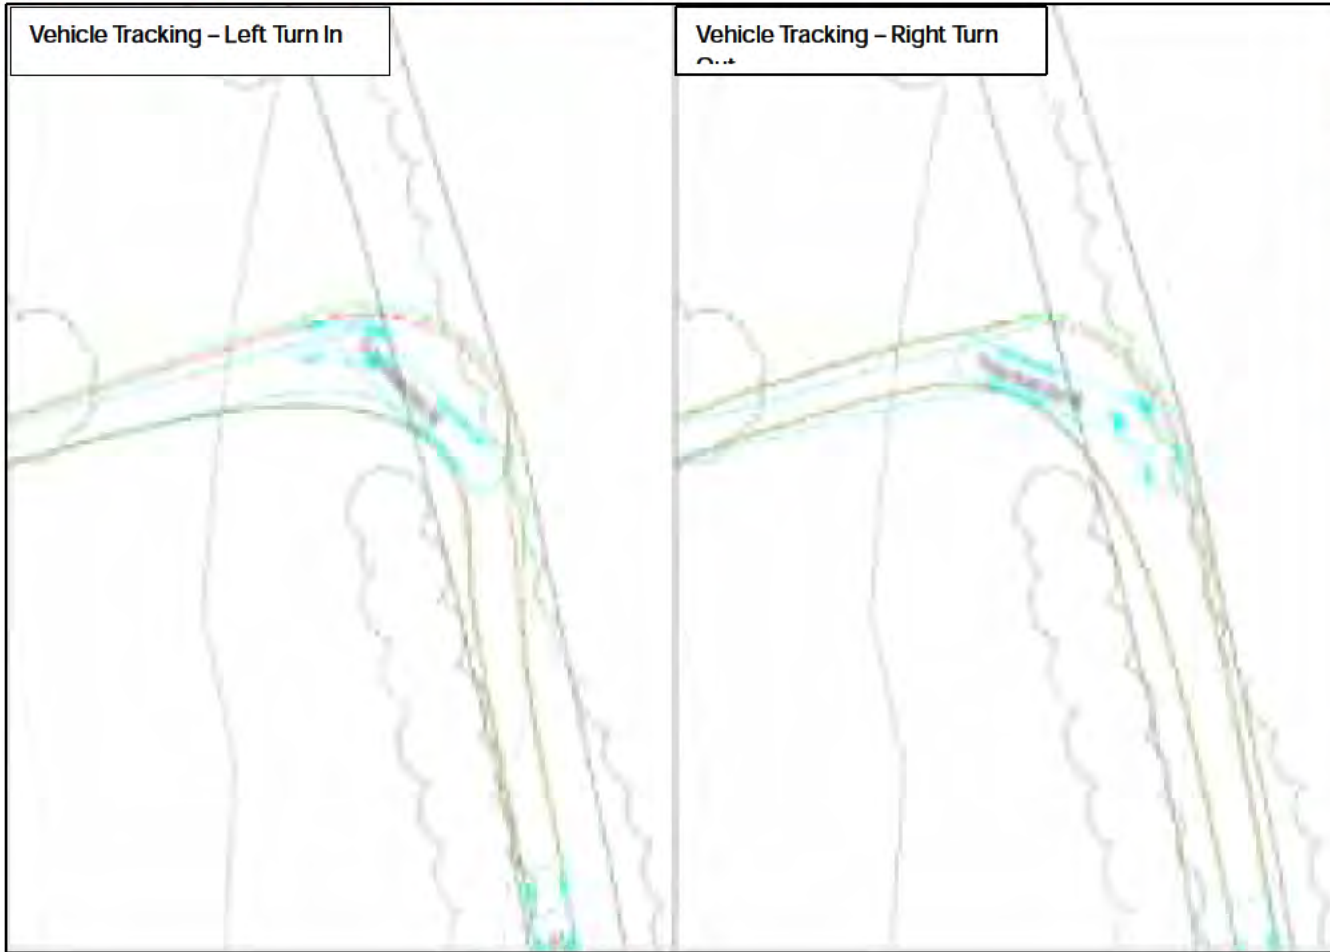 Vehicle Tracking – Left Turn In
Vehicle Tracking – Right Turn